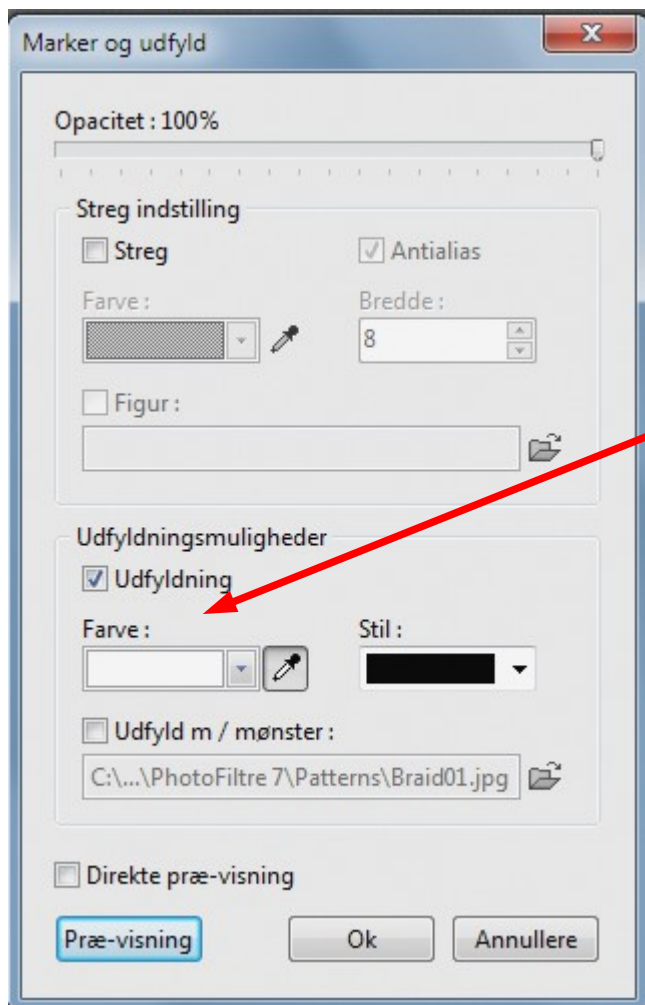 Marker og udfyld
Opacitet : 100%
Streg indstilling
Streg
Antialias
Farve :
Bredde :
8
Figur :
Udfyldningsmuligheder
Udfyldning
Farve :
Stil :
Udfyld m / mønster :
C:\...\PhotoFiltre 7\Patterns\Braid01.jpg
Direkte præ-visning
Præ-visning
Ok
Annullere